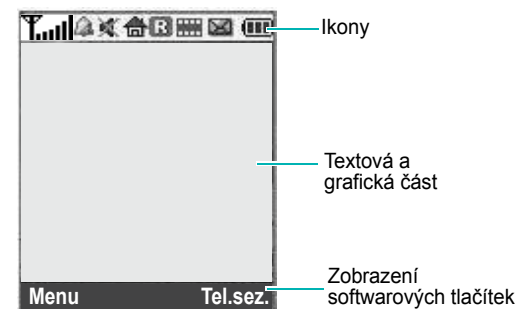 R
Ikony
Textová a
grafická část
Zobrazení
softwarových tlačítek
Menu Tel.sez.